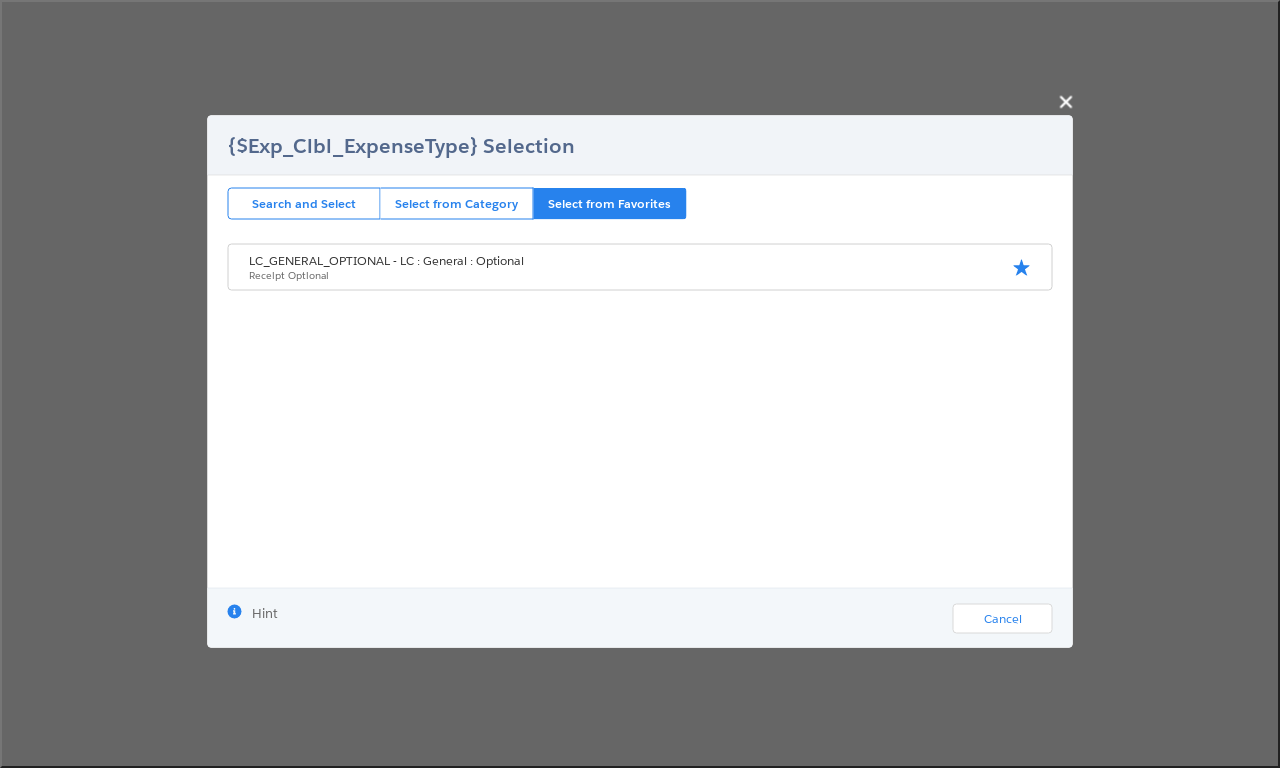 {$Exp_Clbl_ExpenseType} Selection
Search and Select
Select from Category
Select from Favorites
LC_GENERAL_OPTIONAL - LC : General : Optional
Receipt Optional
Hint
Cancel